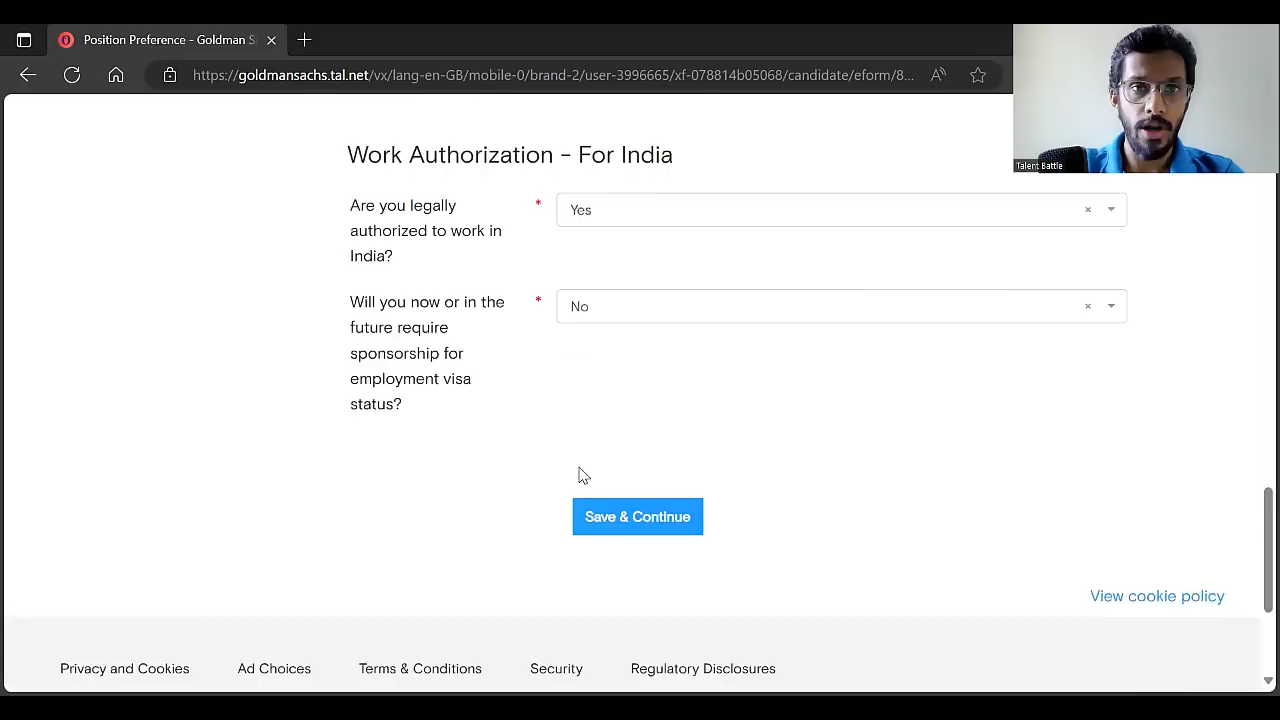 Position Preference - Goldman S
https://goldmansachs.tal.net/vx/lang-en-GB/mobile-0/brand-2/user-3996665/xf-078814b05068/candidate/eform/8...
Talent Battle
Work Authorization - For India
Are you legally
authorized to work in
India?
*
Yes
Will you now or in the
future require
sponsorship for
employment visa
status?
*
No
Save & Continue
View cookie policy
Privacy and Cookies
Ad Choices
Terms & Conditions
Security
Regulatory Disclosures